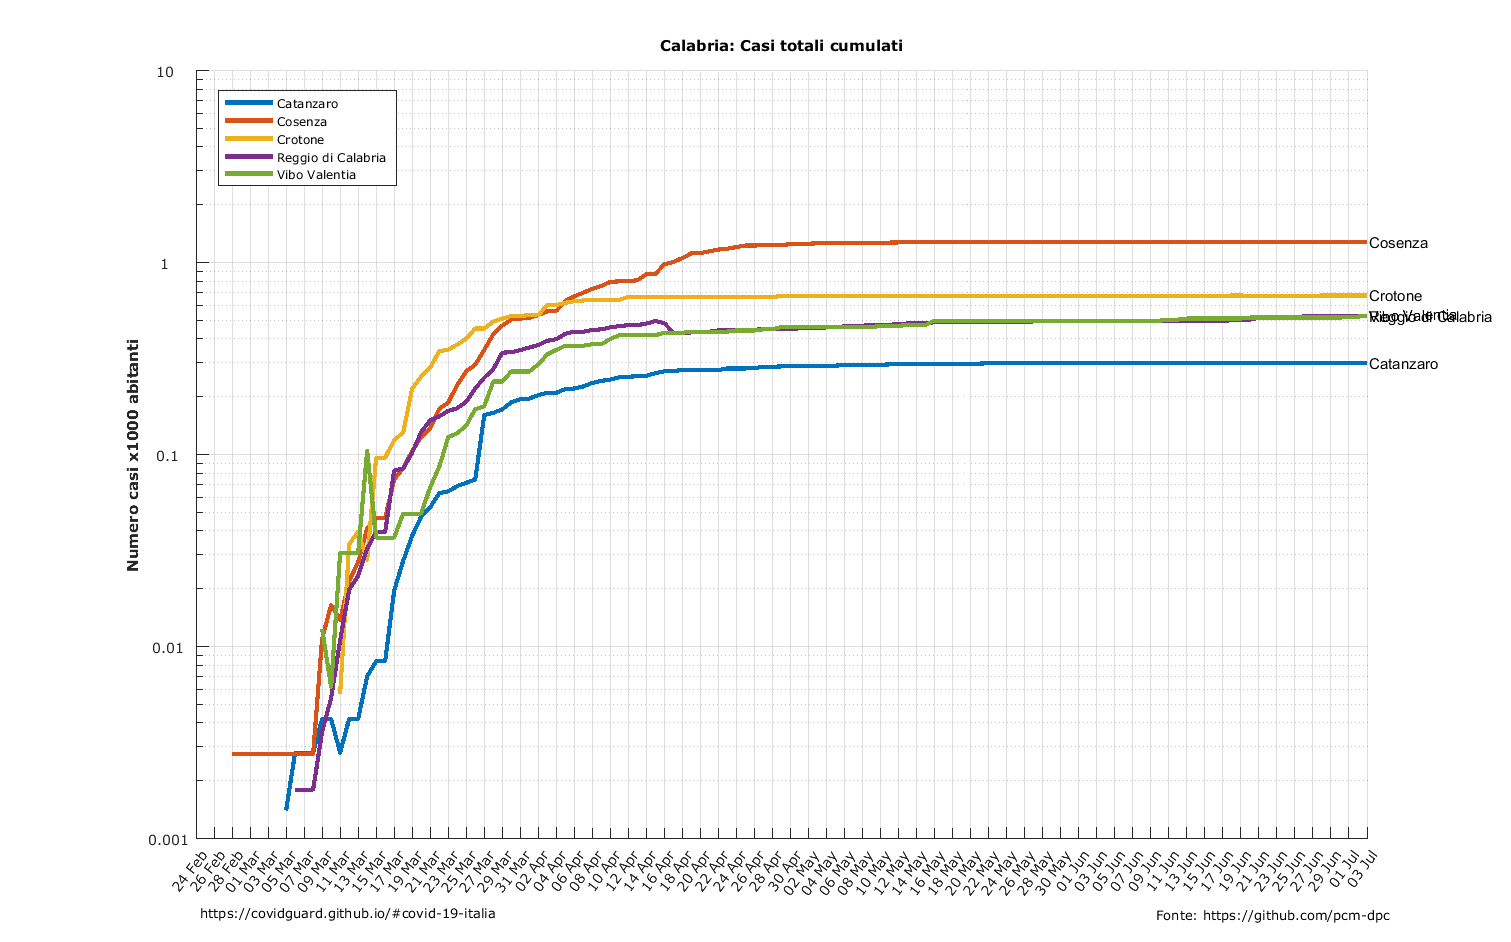 Calabria: Casi totali cumulati
10
1
0.1
0.01
0.001
Numero casi x1000 abitanti
Catanzaro
Cosenza
Crotone
Reggio di Calabria
Vibo Valentia
Cosenza
Crotone
Vibo Valentia
Reggio di Calabria
Catanzaro
24 Feb
26 Feb
28 Feb
01 Mar
03 Mar
05 Mar
07 Mar
09 Mar
11 Mar
13 Mar
15 Mar
17 Mar
19 Mar
21 Mar
23 Mar
25 Mar
27 Mar
29 Mar
31 Mar
02 Apr
04 Apr
06 Apr
08 Apr
10 Apr
12 Apr
14 Apr
16 Apr
18 Apr
20 Apr
22 Apr
24 Apr
26 Apr
28 Apr
30 Apr
02 May
04 May
06 May
08 May
10 May
12 May
14 May
16 May
18 May
20 May
22 May
24 May
26 May
28 May
30 May
01 Jun
03 Jun
05 Jun
07 Jun
09 Jun
11 Jun
13 Jun
15 Jun
17 Jun
19 Jun
21 Jun
23 Jun
25 Jun
27 Jun
29 Jun
01 Jul
03 Jul
https://covidguard.github.io/#covid-19-italia
Fonte: https://github.com/pcm-dpc